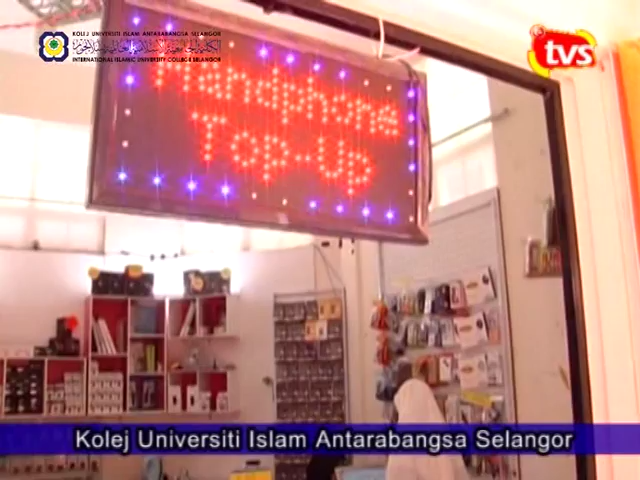 KOLEJ UNIVERSITI ISLAM ANTARABANGSA SELANGOR
INTERNATIONAL ISLAMIC UNIVERSITY COLLEGE SELANGOR
tvs
Handphone
Top-Up
Kolej Universiti Islam Antarabangsa Selangor